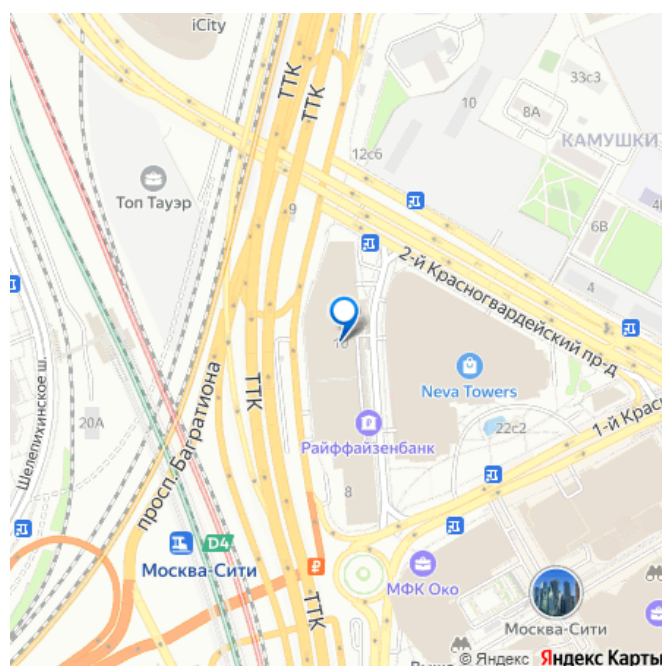 iCity
ТТК
ТТК
33с3
10
8А
КАМУШКИ
12с6
Топ Тауэр
9
6В
2-й Красногвардейский пр-д
4
10
Neva Towers
Шелепихинское ш.
просп. Багратиона
ТТК
20А
Райффайзенбанк
22с2
1-й Крас
8
D4
Москва-Сити
МФК Око
ТТК
Москва-Сити
© Яндекс Яндекс Карты